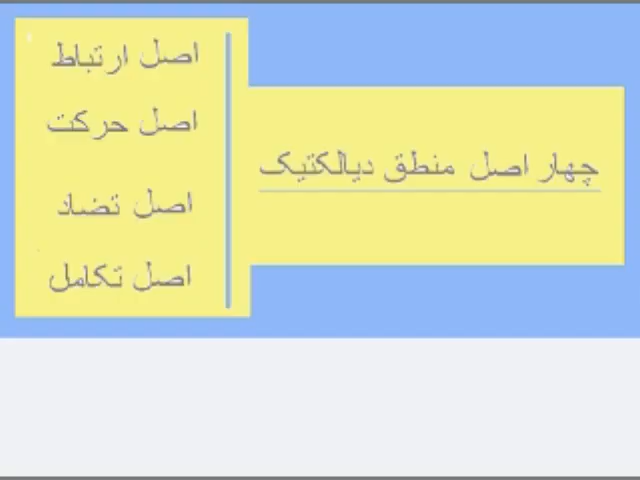 چهار اصل منطق دیالکتیک
اصل ارتباط
اصل حرکت
اصل تضاد
اصل تکامل